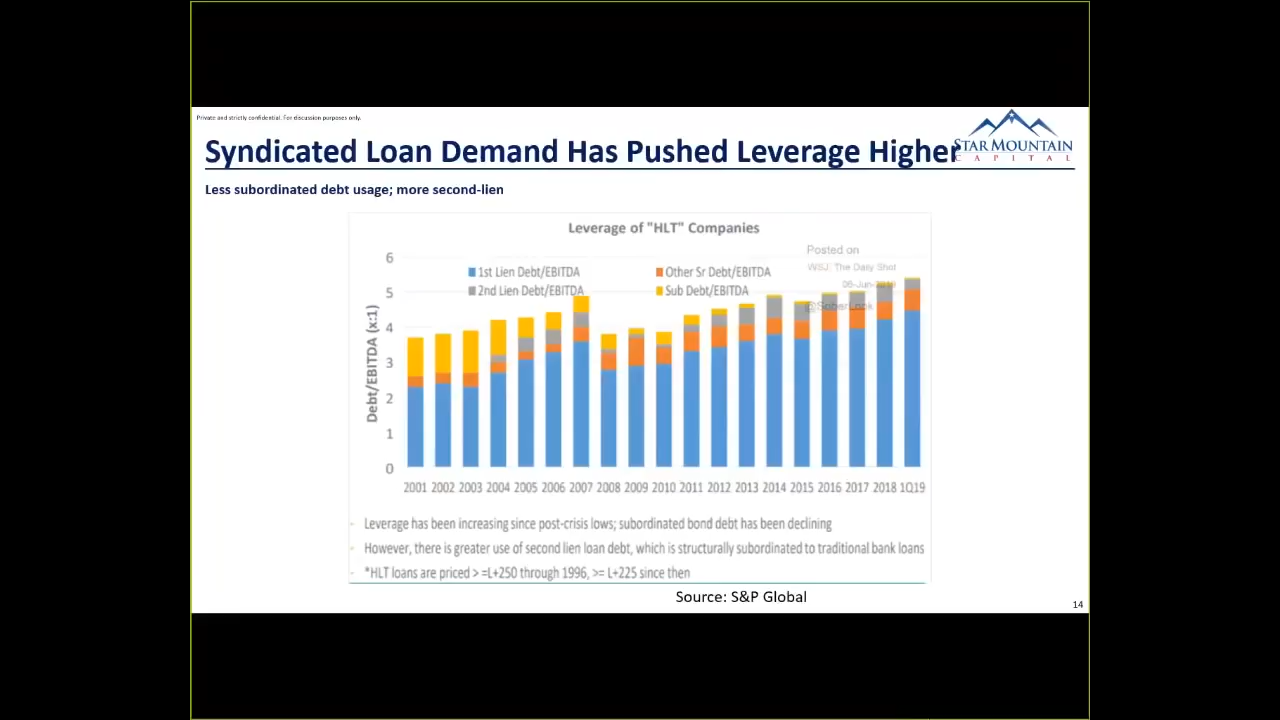 Private and strictly confidential. For discussion purposes only.
Syndicated Loan Demand Has Pushed Leverage Higher
STAR MOUNTAIN
CAPITAL
Less subordinated debt usage; more second-lien
Leverage of "HLT" Companies
Posted on
WSJ: The Daily Shot
@SoberLook
1st Lien Debt/EBITDA
Other Sr Debt/EBITDA
2nd Lien Debt/EBITDA
Sub Debt/EBITDA
Debt/EBITDA (x:1)
6
5
4
3
2
1
0
2001 2002 2003 2004 2005 2006 2007 2008 2009 2010 2011 2012 2013 2014 2015 2016 2017 2018 1Q19
- Leverage has been increasing since post-crisis lows; subordinated bond debt has been declining
- However, there is greater use of second lien loan debt, which is structurally subordinated to traditional bank loans
- *HLT loans are priced > =L+250 through 1996, >= L+225 since then
Source: S&P Global
14